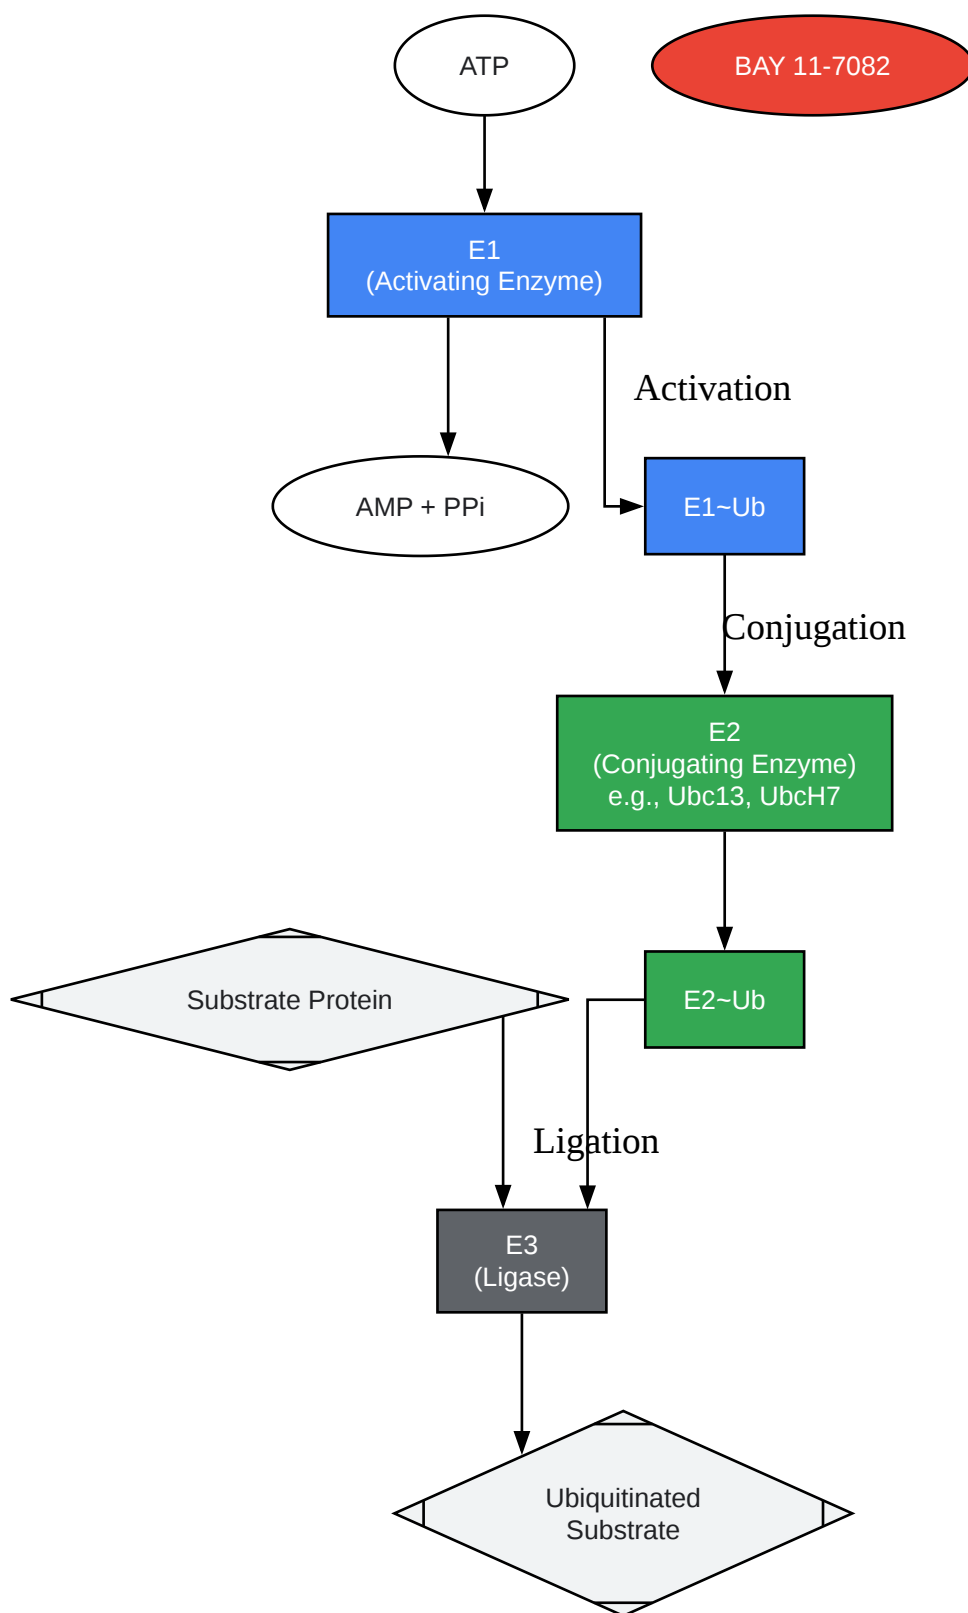 ATP
BAY 11-7082
E1
(Activating Enzyme)
Activation
AMP + PPi
E1~Ub
Conjugation
E2
(Conjugating Enzyme)
e.g., Ubc13, UbcH7
Substrate Protein
E2~Ub
Ligation
E3
(Ligase)
Ubiquitinated
Substrate